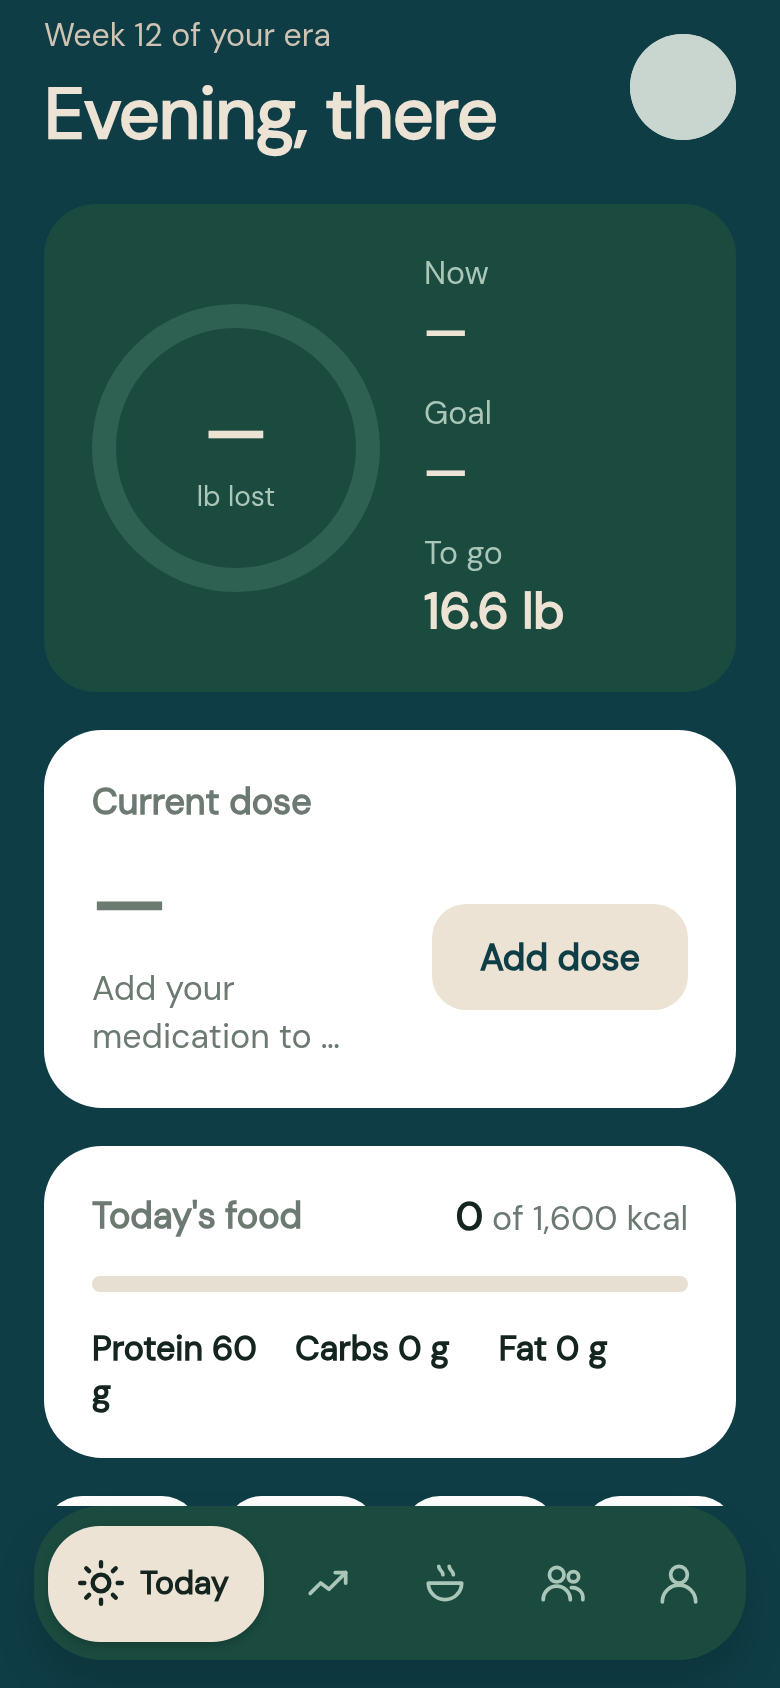 Week 12 of your era
Evening, there
Now
—
Goal
—
To go
16.6 lb
—
lb lost
Current dose
—
Add your
medication to ...
Add dose
Today's food
0 of 1,600 kcal
Protein 60
g
Carbs 0 g
Fat 0 g
Today